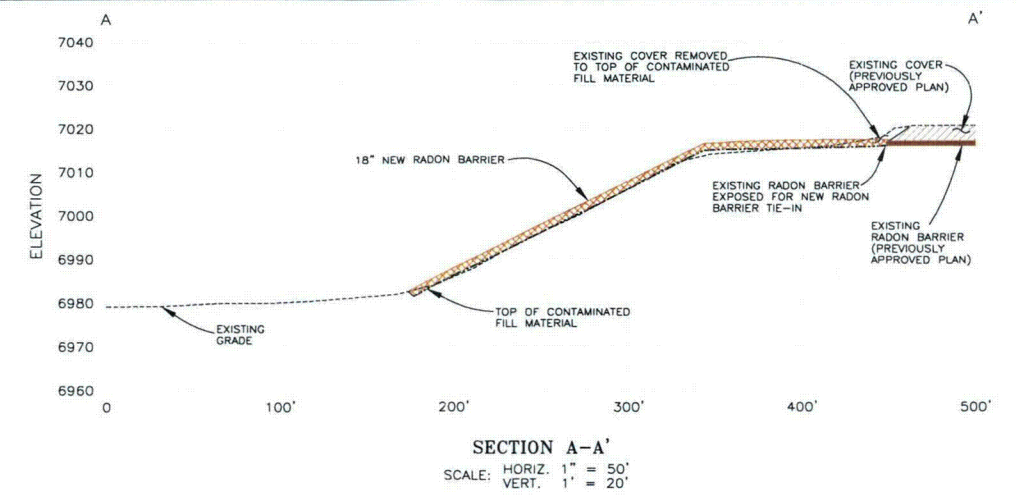 A
A'
7040
7030
7020
7010
7000
6990
6980
6970
6960
ELEVATION
EXISTING COVER REMOVED
TO TOP OF CONTAMINATED
FILL MATERIAL
EXISTING COVER
(PREVIOUSLY
APPROVED PLAN)
18" NEW RADON BARRIER
EXISTING RADON BARRIER
EXPOSED FOR NEW RADON
BARRIER TIE-IN
EXISTING
RADON BARRIER
(PREVIOUSLY
APPROVED PLAN)
TOP OF CONTAMINATED
FILL MATERIAL
EXISTING
GRADE
0
100'
200'
300'
400'
500'
SECTION A-A'
SCALE: HORIZ. 1" = 50'
VERT. 1' = 20'